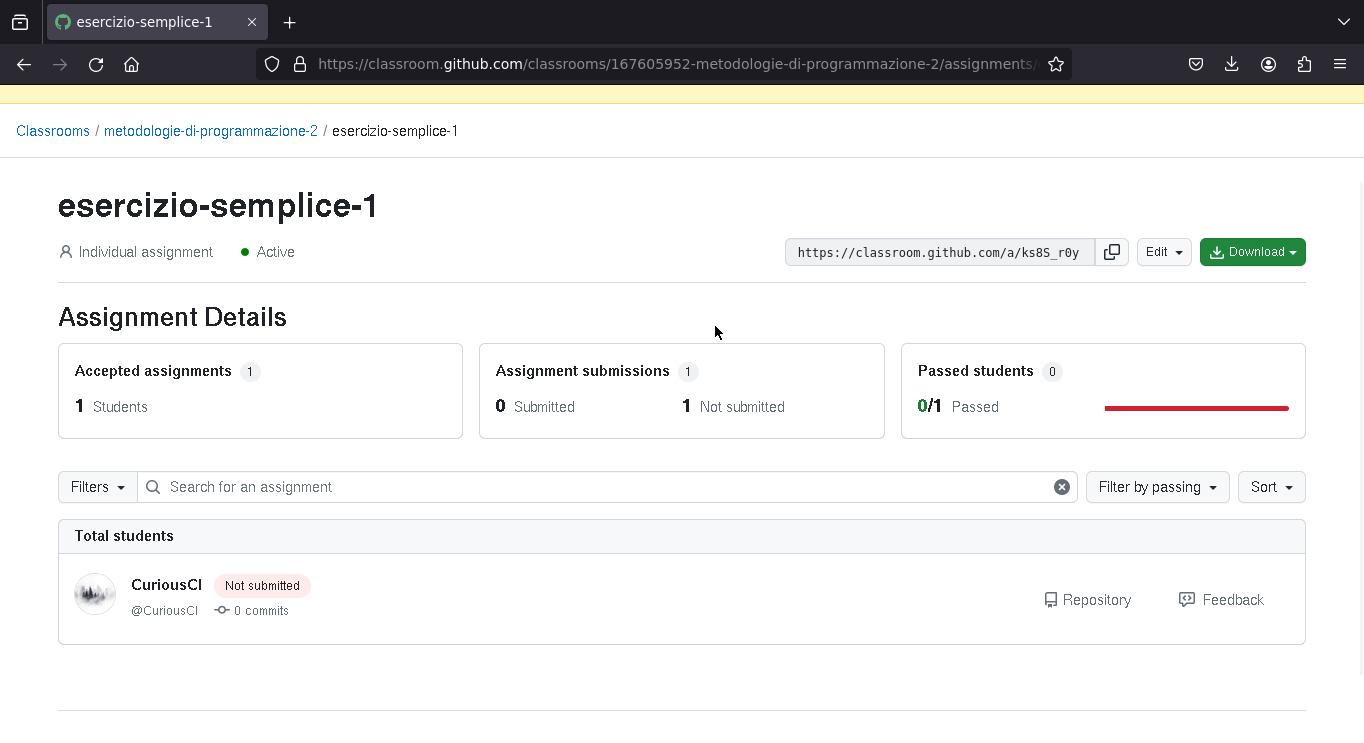 esercizio-semplice-1
https://classroom.github.com/classrooms/167605952-metodologie-di-programmazione-2/assignments/
Classrooms / metodologie-di-programmazione-2 / esercizio-semplice-1
esercizio-semplice-1
Individual assignment Active
https://classroom.github.com/a/ks8S_r0y Edit Download
Assignment Details
Accepted assignments 1
1 Students
Assignment submissions 1
0 Submitted 1 Not submitted
Passed students 0
0/1 Passed
Filters Search for an assignment Filter by passing Sort
Total students
CuriousCI Not submitted
@CuriousCI 0 commits
Repository Feedback